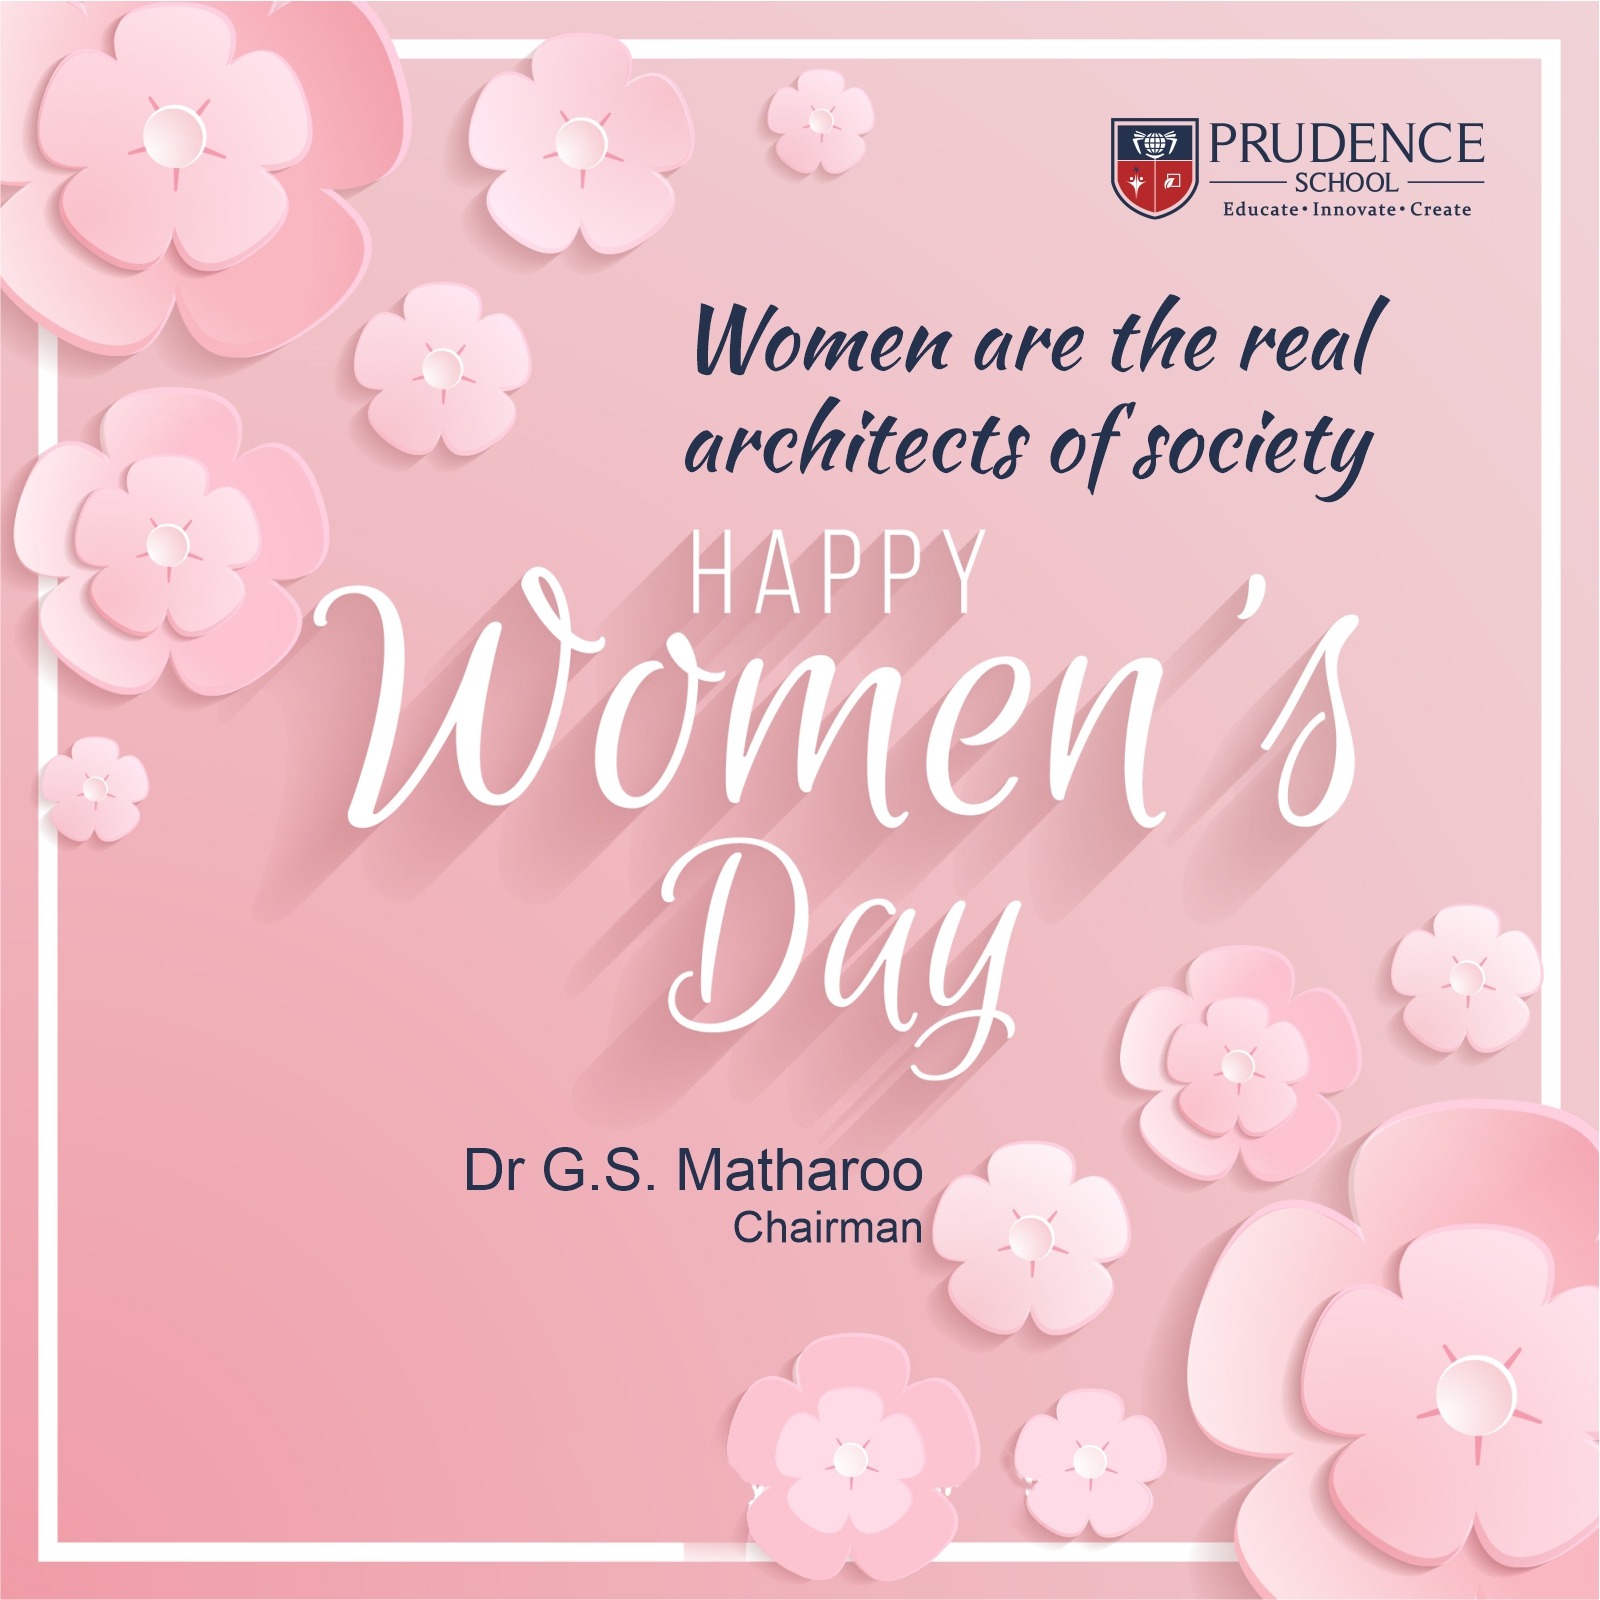 PRUDENCE
SCHOOL
Educate • Innovate • Create
Women are the real
architects of society
HAPPY
Women's
Day
Dr G.S. Matharoo
Chairman